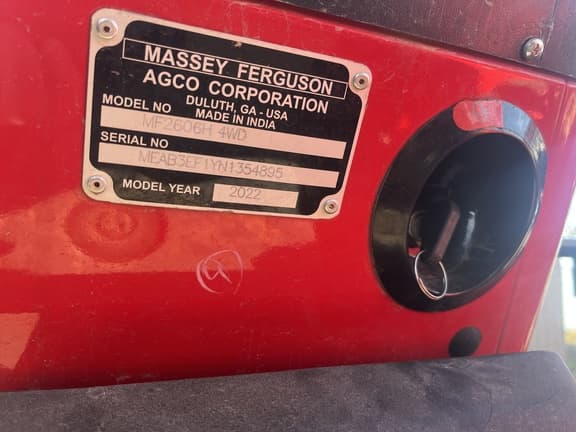 MASSEY FERGUSON
AGCO CORPORATION
DULUTH, GA - USA
MADE IN INDIA
MODEL NO
MF2606H 4WD
SERIAL NO
MEAB3EF1YN1354895
MODEL YEAR 2022